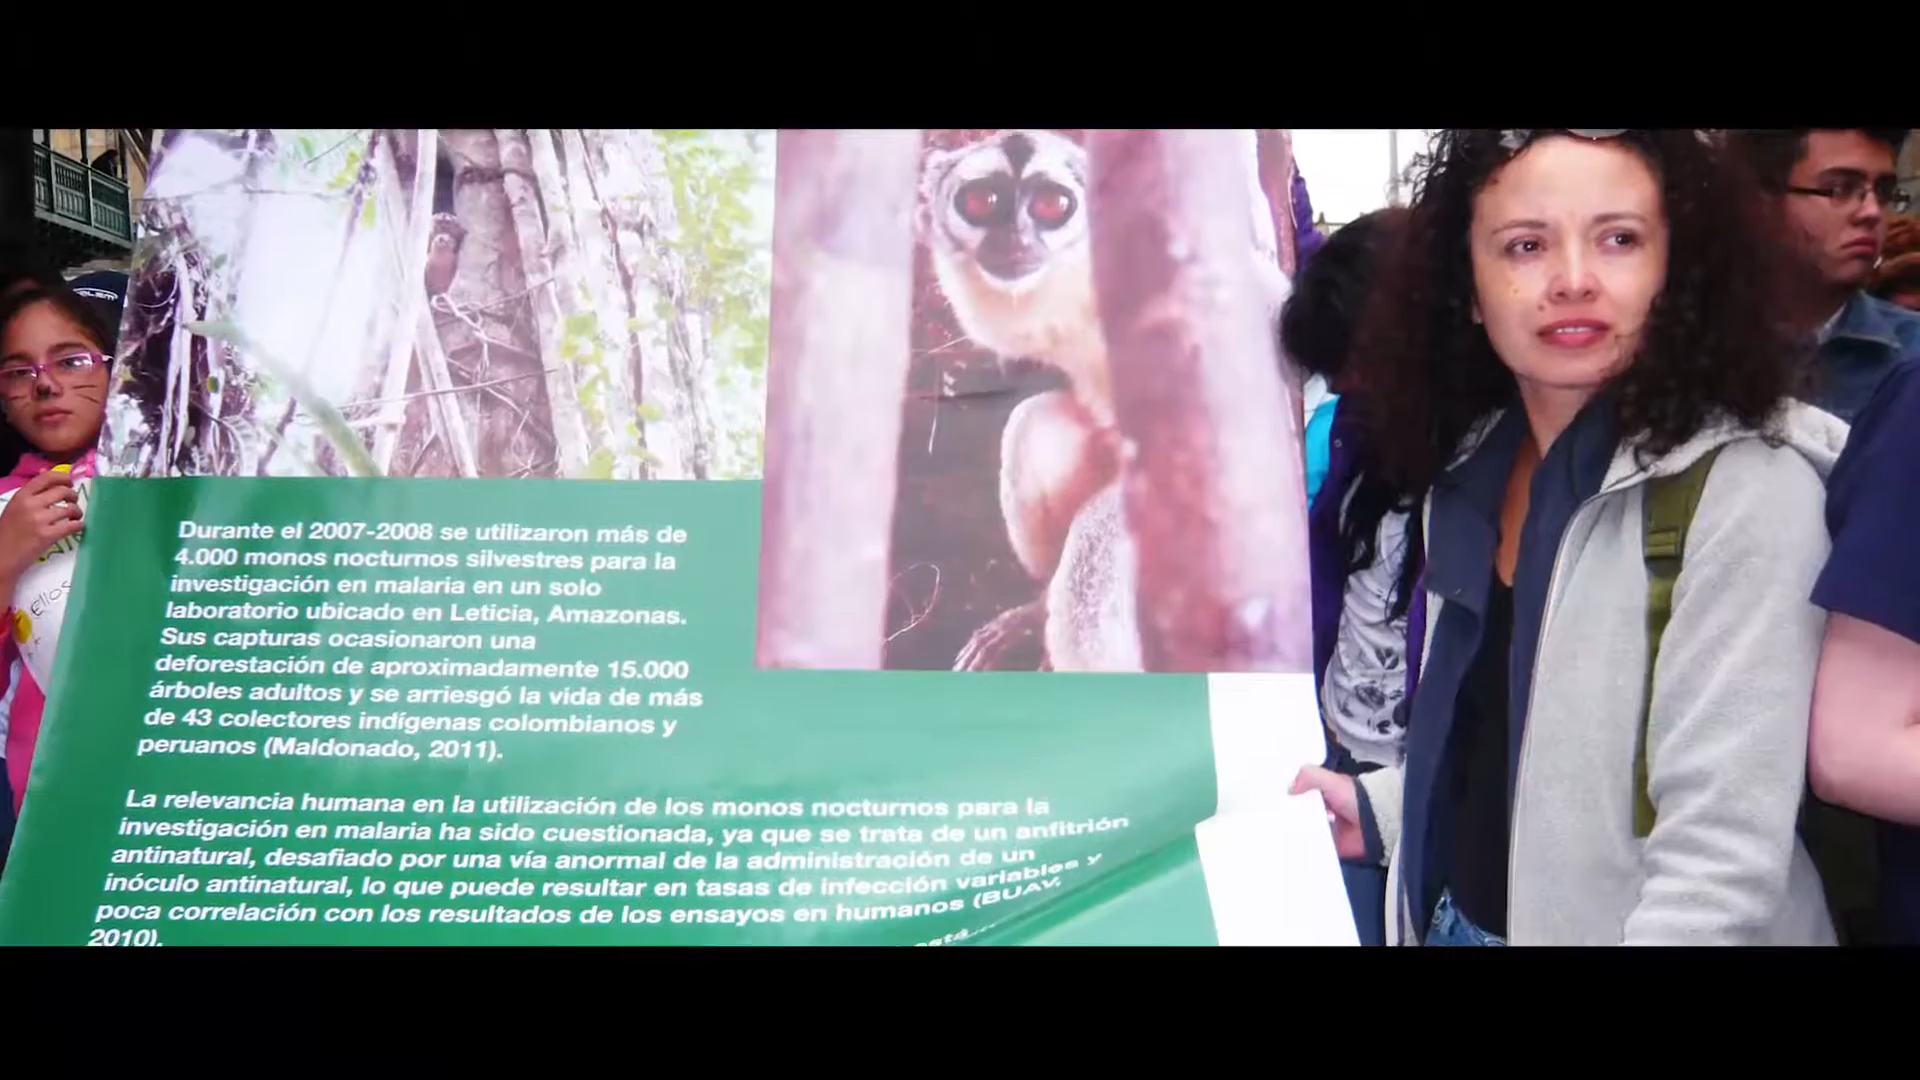 Durante el 2007-2008 se utilizaron más de
4.000 monos nocturnos silvestres para la
investigación en malaria en un solo
laboratorio ubicado en Leticia, Amazonas.
Sus capturas ocasionaron una
deforestación de aproximadamente 15.000
árboles adultos y se arriesgó la vida de más
de 43 colectores indígenas colombianos y
peruanos (Maldonado, 2011).
La relevancia humana en la utilización de los monos nocturnos para la
investigación en malaria ha sido cuestionada, ya que se trata de un anfitrión
antinatural, desafiado por una vía anormal de la administración de un
inóculo antinatural, lo que puede resultar en tasas de infección variables y
poca correlación con los resultados de los ensayos en humanos (BUAV,
2010).